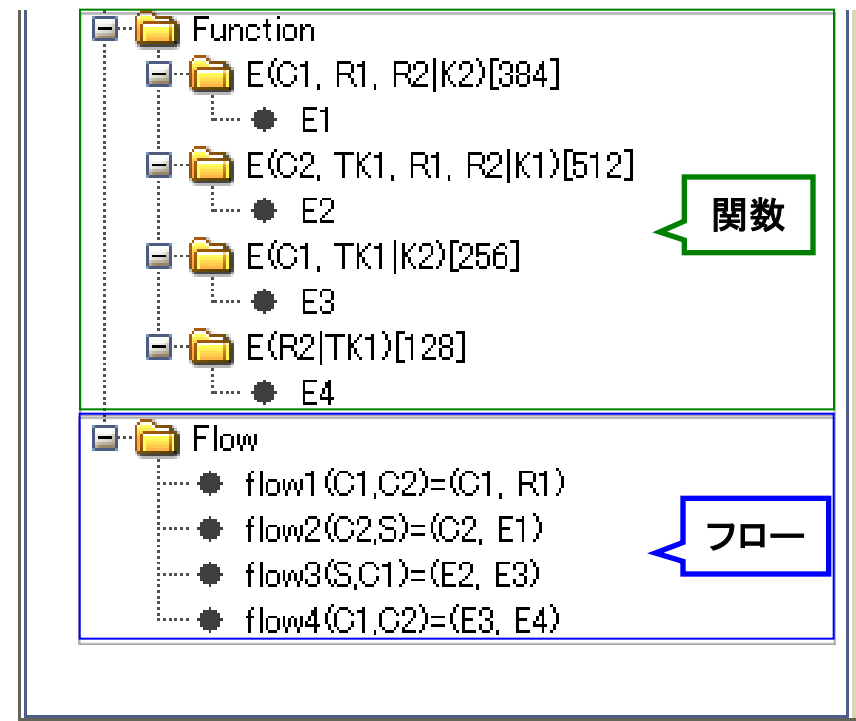 Function
E(C1, R1, R2|K2)[384]
E1
E(C2, TK1, R1, R2|K1)[512]
E2
関数
E(C1, TK1|K2)[256]
E3
E(R2|TK1)[128]
E4
Flow
flow1(C1,C2)=(C1, R1)
flow2(C2,S)=(C2, E1)
フロー
flow3(S,C1)=(E2, E3)
flow4(C1,C2)=(E3, E4)